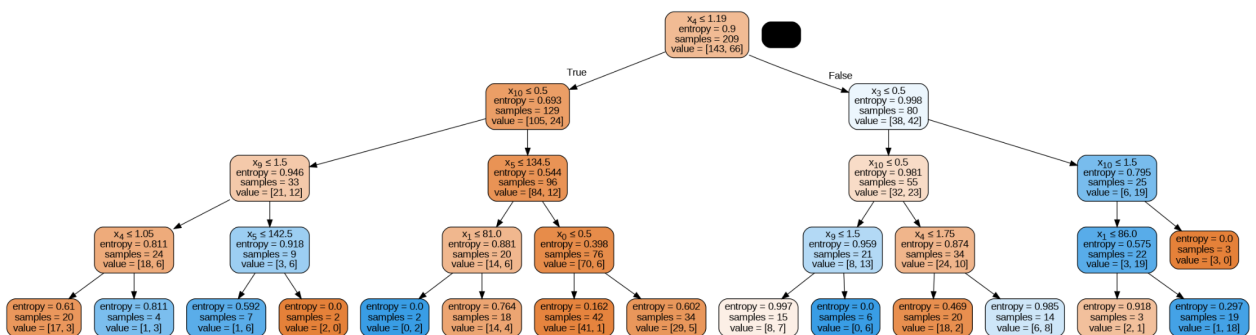 x₄ ≤ 1.19
entropy = 0.9
samples = 209
value = [143, 66]
True
False
x₁₀ ≤ 0.5
entropy = 0.693
samples = 129
value = [105, 24]
x₃ ≤ 0.5
entropy = 0.998
samples = 80
value = [38, 42]
x₉ ≤ 1.5
entropy = 0.946
samples = 33
value = [21, 12]
x₅ ≤ 134.5
entropy = 0.544
samples = 96
value = [84, 12]
x₁₀ ≤ 0.5
entropy = 0.981
samples = 55
value = [32, 23]
x₁₀ ≤ 1.5
entropy = 0.795
samples = 25
value = [6, 19]
x₄ ≤ 1.05
entropy = 0.811
samples = 24
value = [18, 6]
x₅ ≤ 142.5
entropy = 0.918
samples = 9
value = [3, 6]
x₁ ≤ 81.0
entropy = 0.881
samples = 20
value = [14, 6]
x₀ ≤ 0.5
entropy = 0.398
samples = 76
value = [70, 6]
x₉ ≤ 1.5
entropy = 0.959
samples = 21
value = [8, 13]
x₄ ≤ 1.75
entropy = 0.874
samples = 34
value = [24, 10]
x₁ ≤ 86.0
entropy = 0.575
samples = 22
value = [3, 19]
entropy = 0.0
samples = 3
value = [3, 0]
entropy = 0.61
samples = 20
value = [17, 3]
entropy = 0.811
samples = 4
value = [1, 3]
entropy = 0.592
samples = 7
value = [1, 6]
entropy = 0.0
samples = 2
value = [2, 0]
entropy = 0.0
samples = 2
value = [0, 2]
entropy = 0.764
samples = 18
value = [14, 4]
entropy = 0.162
samples = 42
value = [41, 1]
entropy = 0.602
samples = 34
value = [29, 5]
entropy = 0.997
samples = 15
value = [8, 7]
entropy = 0.0
samples = 6
value = [0, 6]
entropy = 0.469
samples = 20
value = [18, 2]
entropy = 0.985
samples = 14
value = [6, 8]
entropy = 0.918
samples = 3
value = [2, 1]
entropy = 0.297
samples = 19
value = [1, 18]